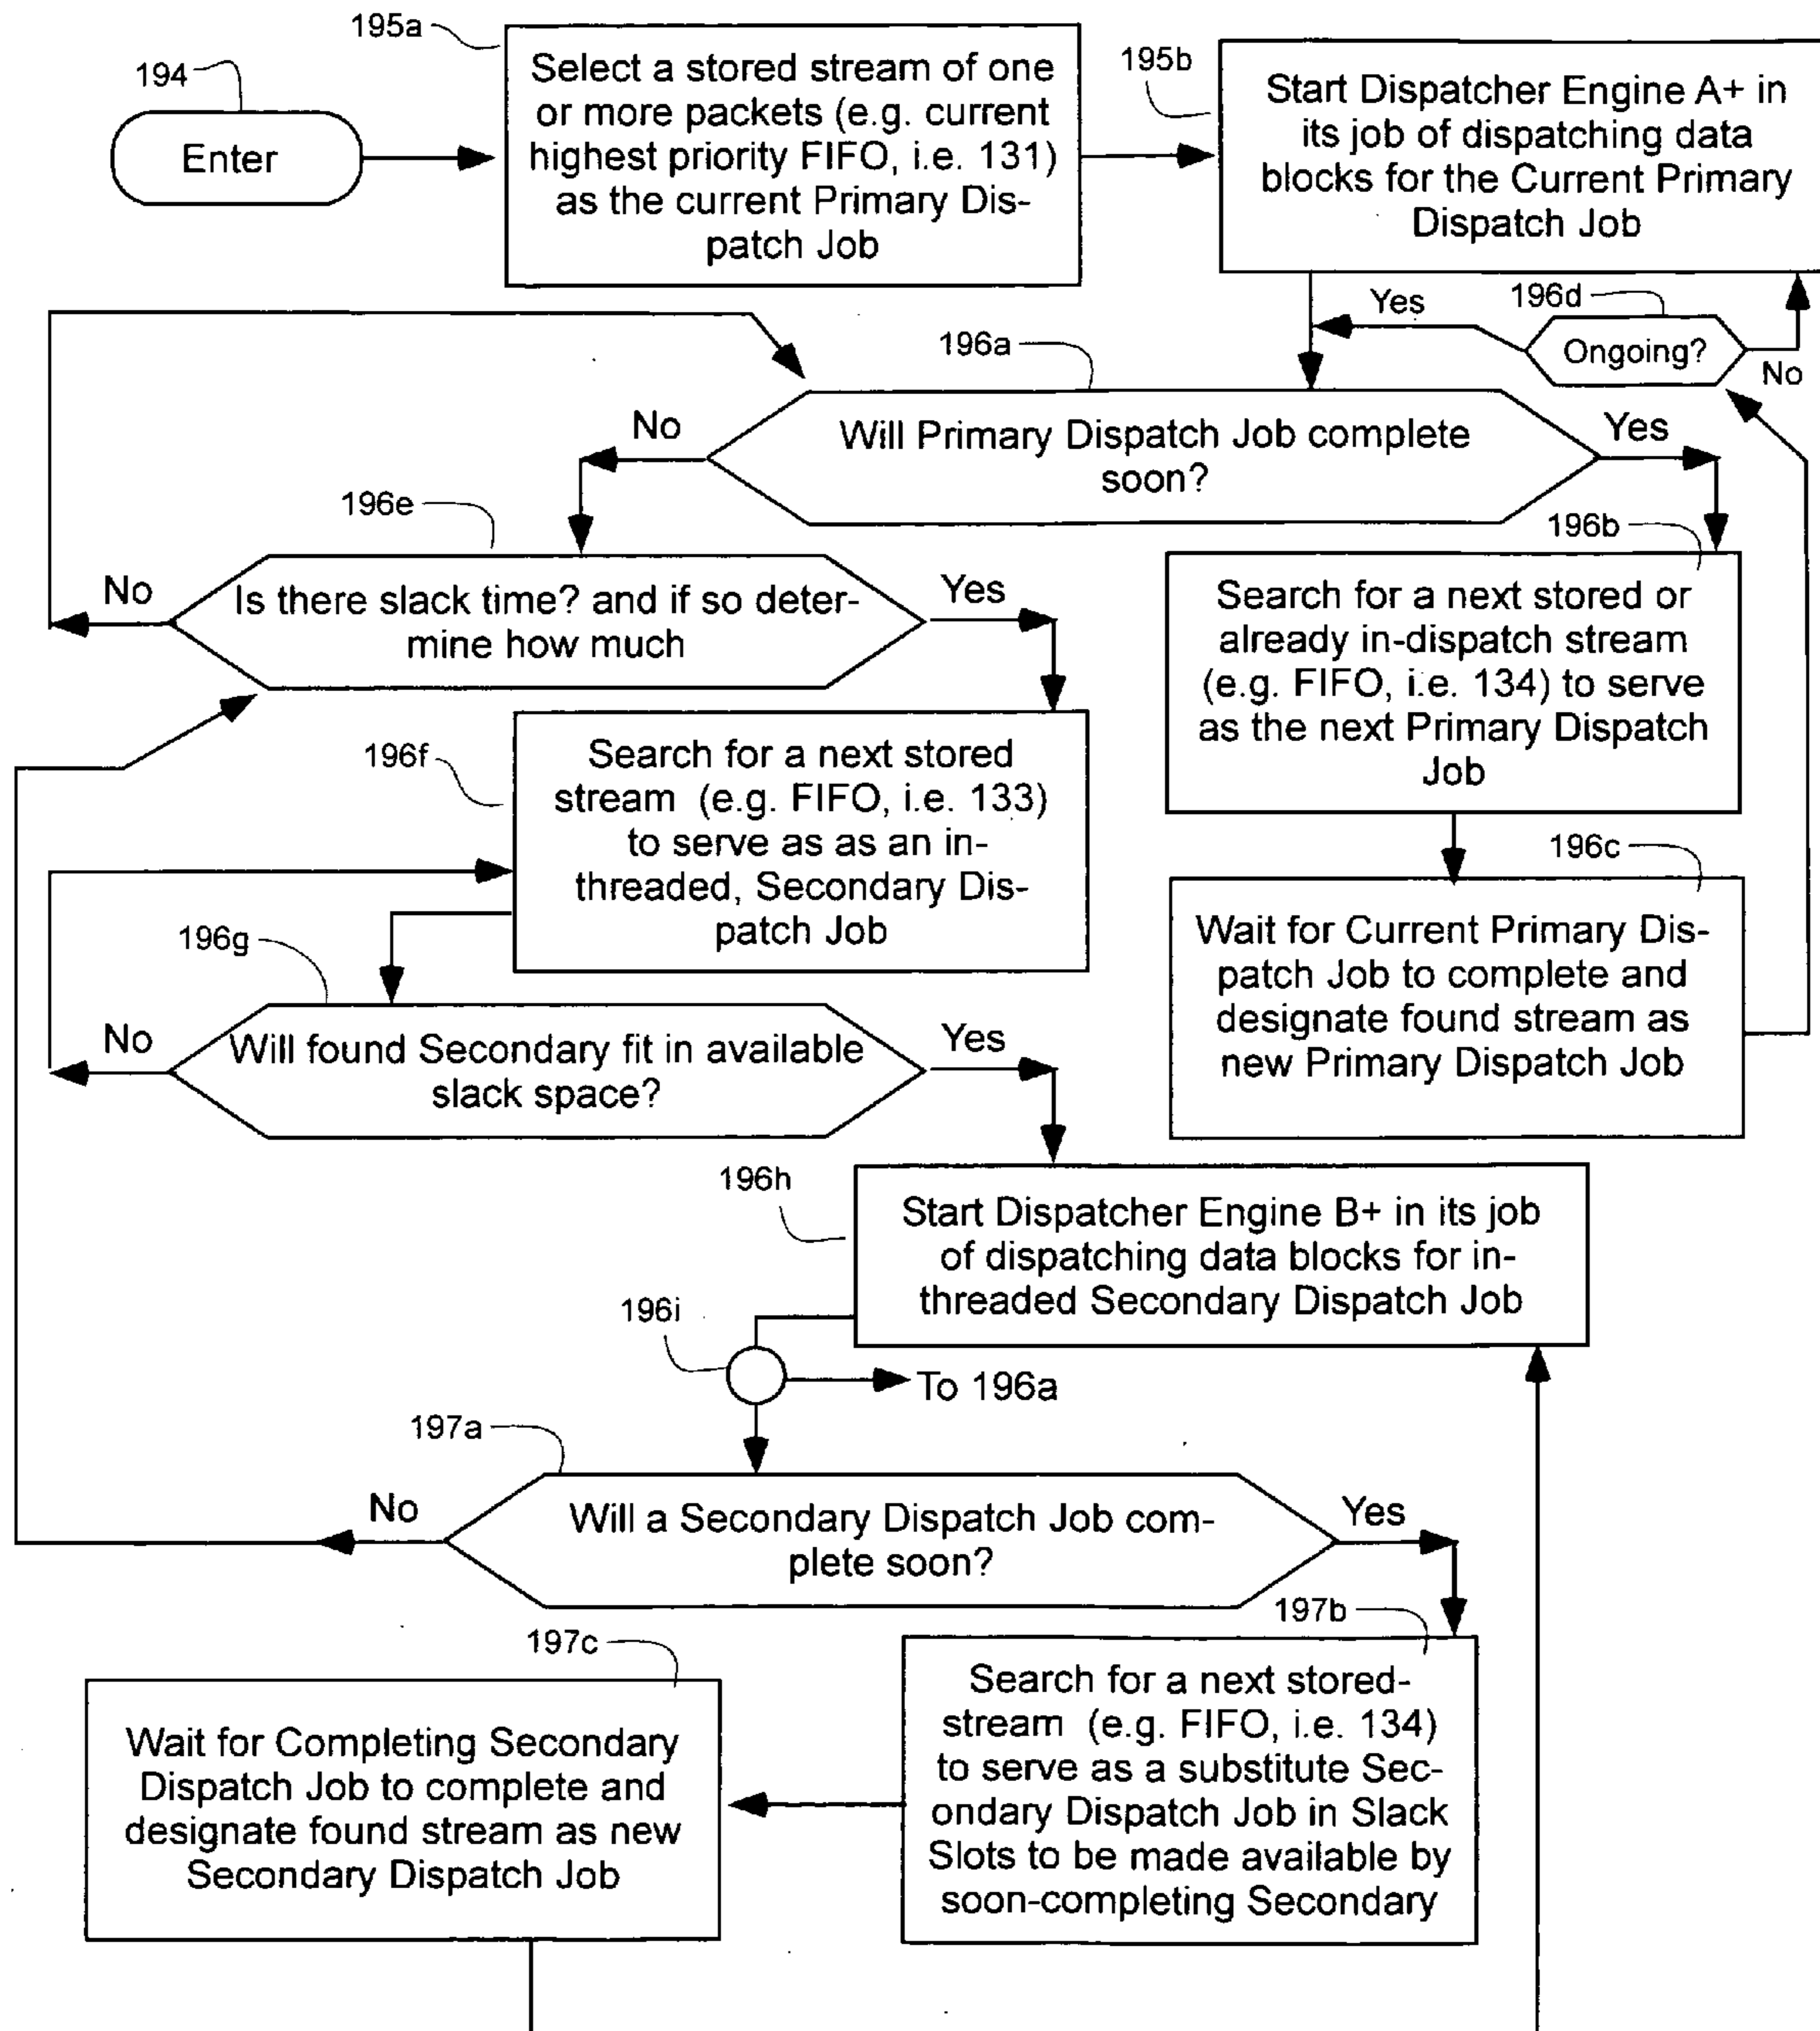 194
Enter
195a
Select a stored stream of one
or more packets (e.g. current
highest priority FIFO, i.e. 131)
as the current Primary Dis-
patch Job
195b
Start Dispatcher Engine A+ in
its job of dispatching data
blocks for the Current Primary
Dispatch Job
Yes
196d
Ongoing?
No
196a
No
Will Primary Dispatch Job complete
soon?
Yes
196e
No
Is there slack time? and if so deter-
mine how much
Yes
196b
Search for a next stored or
already in-dispatch stream
(e.g. FIFO, i.e. 134) to serve
as the next Primary Dispatch
Job
196f
Search for a next stored
stream (e.g. FIFO, i.e. 133)
to serve as as an in-
threaded, Secondary Dis-
patch Job
196c
Wait for Current Primary Dis-
patch Job to complete and
designate found stream as
new Primary Dispatch Job
196g
No
Will found Secondary fit in available
slack space?
Yes
196h
Start Dispatcher Engine B+ in its job
of dispatching data blocks for in-
threaded Secondary Dispatch Job
196i
To 196a
197a
No
Will a Secondary Dispatch Job com-
plete soon?
Yes
197b
Search for a next stored-
stream (e.g. FIFO, i.e. 134)
to serve as a substitute Sec-
ondary Dispatch Job in Slack
Slots to be made available by
soon-completing Secondary
197c
Wait for Completing Secondary
Dispatch Job to complete and
designate found stream as new
Secondary Dispatch Job